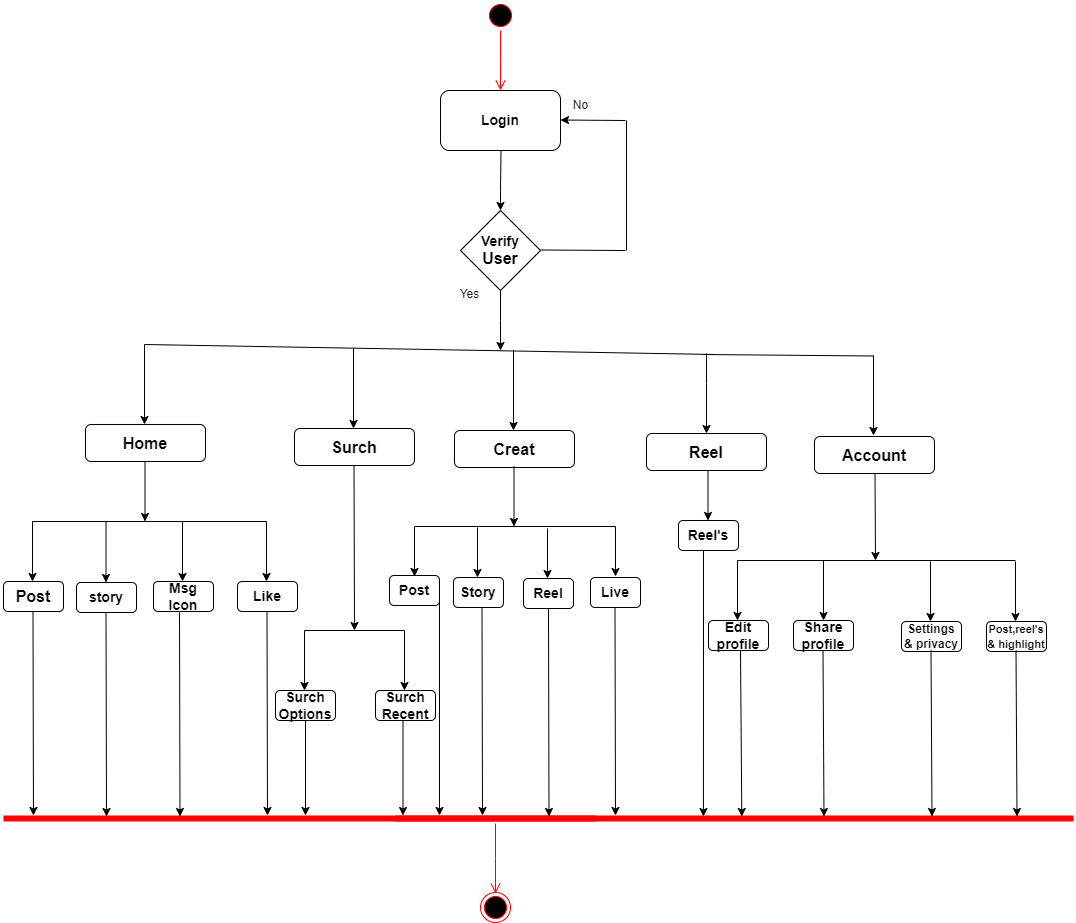 Login
No
Verify
User
Yes
Home
Surch
Creat
Reel
Account
Reel's
Post
story
Msg
Icon
Like
Post
Story
Reel
Live
Edit
profile
Share
profile
Settings
& privacy
Post,reel's
& highlight
Surch
Options
Surch
Recent